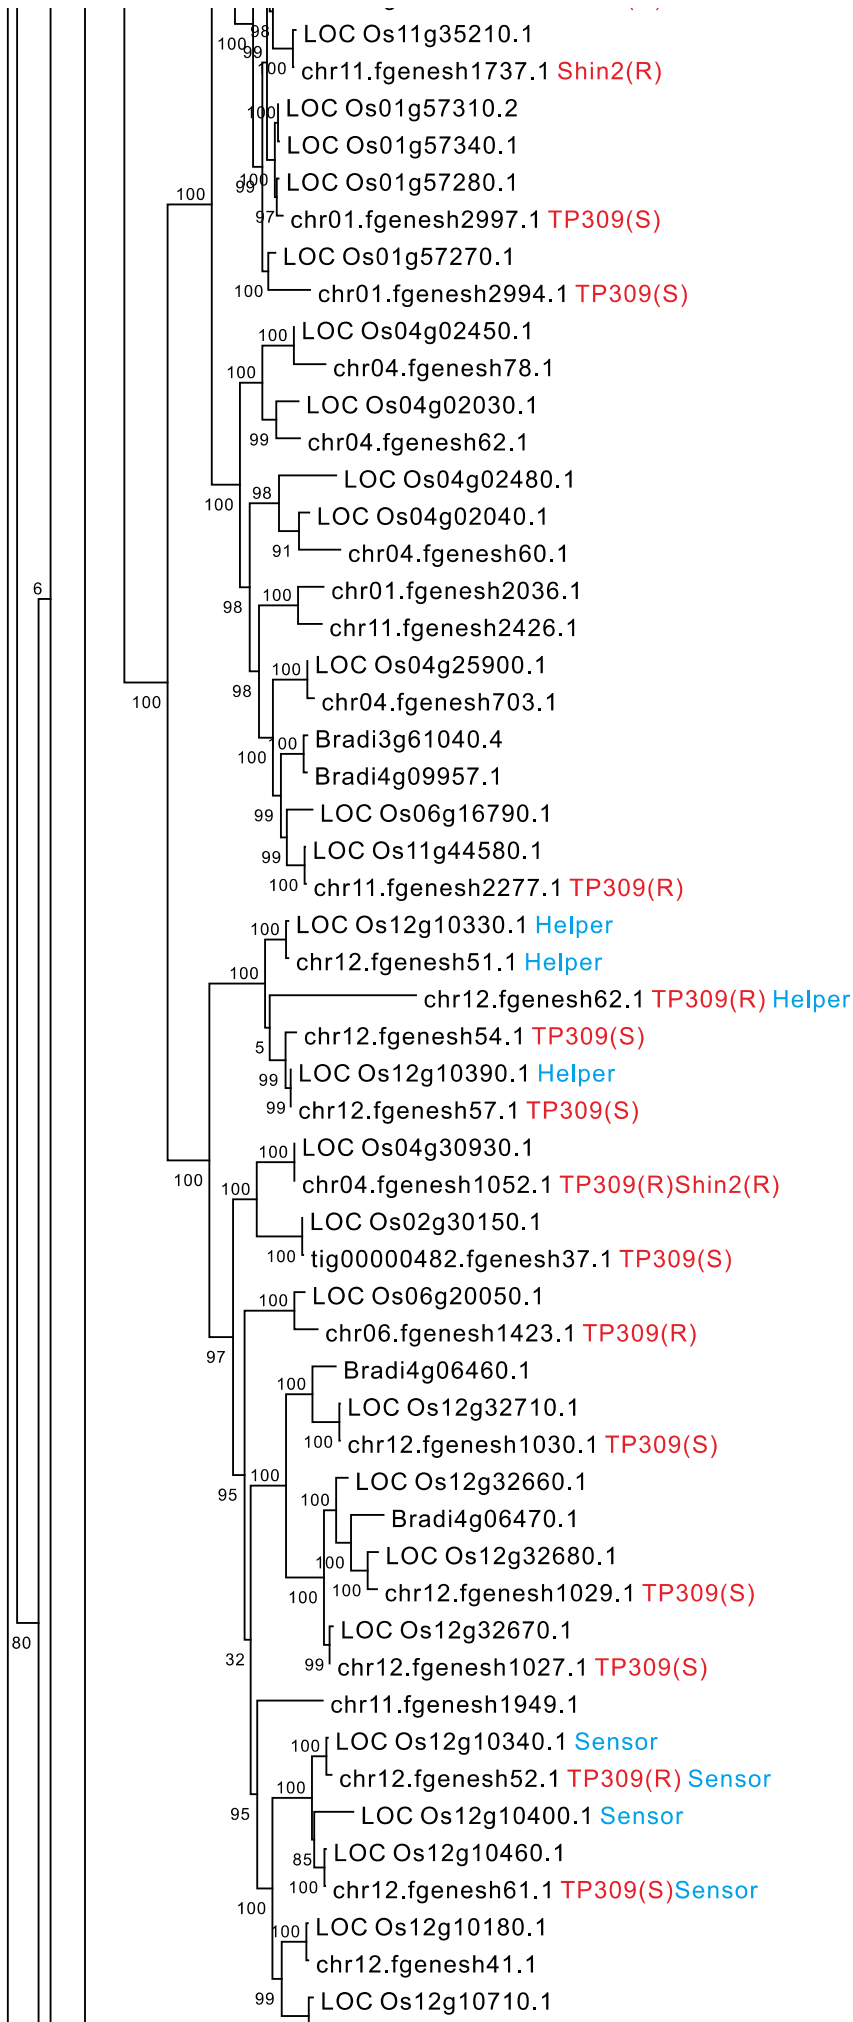 98
LOC Os11g35210.1
100
99
chr11.fgenesh1737.1 Shin2(R)
100
LOC Os01g57310.2
100
LOC Os01g57340.1
LOC Os01g57280.1
100
99
100
chr01.fgenesh2997.1 TP309(S)
97
LOC Os01g57270.1
chr01.fgenesh2994.1 TP309(S)
100
LOC Os04g02450.1
100
chr04.fgenesh78.1
100
LOC Os04g02030.1
chr04.fgenesh62.1
99
LOC Os04g02480.1
98
100
LOC Os04g02040.1
chr04.fgenesh60.1
91
6
chr01.fgenesh2036.1
100
98
chr11.fgenesh2426.1
LOC Os04g25900.1
100
98
100
chr04.fgenesh703.1
Bradi3g61040.4
100
100
Bradi4g09957.1
LOC Os06g16790.1
99
LOC Os11g44580.1
99
chr11.fgenesh2277.1 TP309(R)
100
LOC Os12g10330.1 Helper
100
chr12.fgenesh51.1 Helper
100
chr12.fgenesh62.1 TP309(R) Helper
chr12.fgenesh54.1 TP309(S)
5
LOC Os12g10390.1 Helper
99
chr12.fgenesh57.1 TP309(S)
99
LOC Os04g30930.1
100
100
chr04.fgenesh1052.1 TP309(R)Shin2(R)
100
LOC Os02g30150.1
tig00000482.fgenesh37.1 TP309(S)
100
LOC Os06g20050.1
100
chr06.fgenesh1423.1 TP309(R)
97
Bradi4g06460.1
100
LOC Os12g32710.1
chr12.fgenesh1030.1 TP309(S)
100
LOC Os12g32660.1
100
95
100
Bradi4g06470.1
LOC Os12g32680.1
100
chr12.fgenesh1029.1 TP309(S)
100
100
LOC Os12g32670.1
80
32
chr12.fgenesh1027.1 TP309(S)
99
chr11.fgenesh1949.1
LOC Os12g10340.1 Sensor
100
chr12.fgenesh52.1 TP309(R) Sensor
100
LOC Os12g10400.1 Sensor
95
LOC Os12g10460.1
85
chr12.fgenesh61.1 TP309(S)Sensor
100
100
LOC Os12g10180.1
100
chr12.fgenesh41.1
LOC Os12g10710.1
99